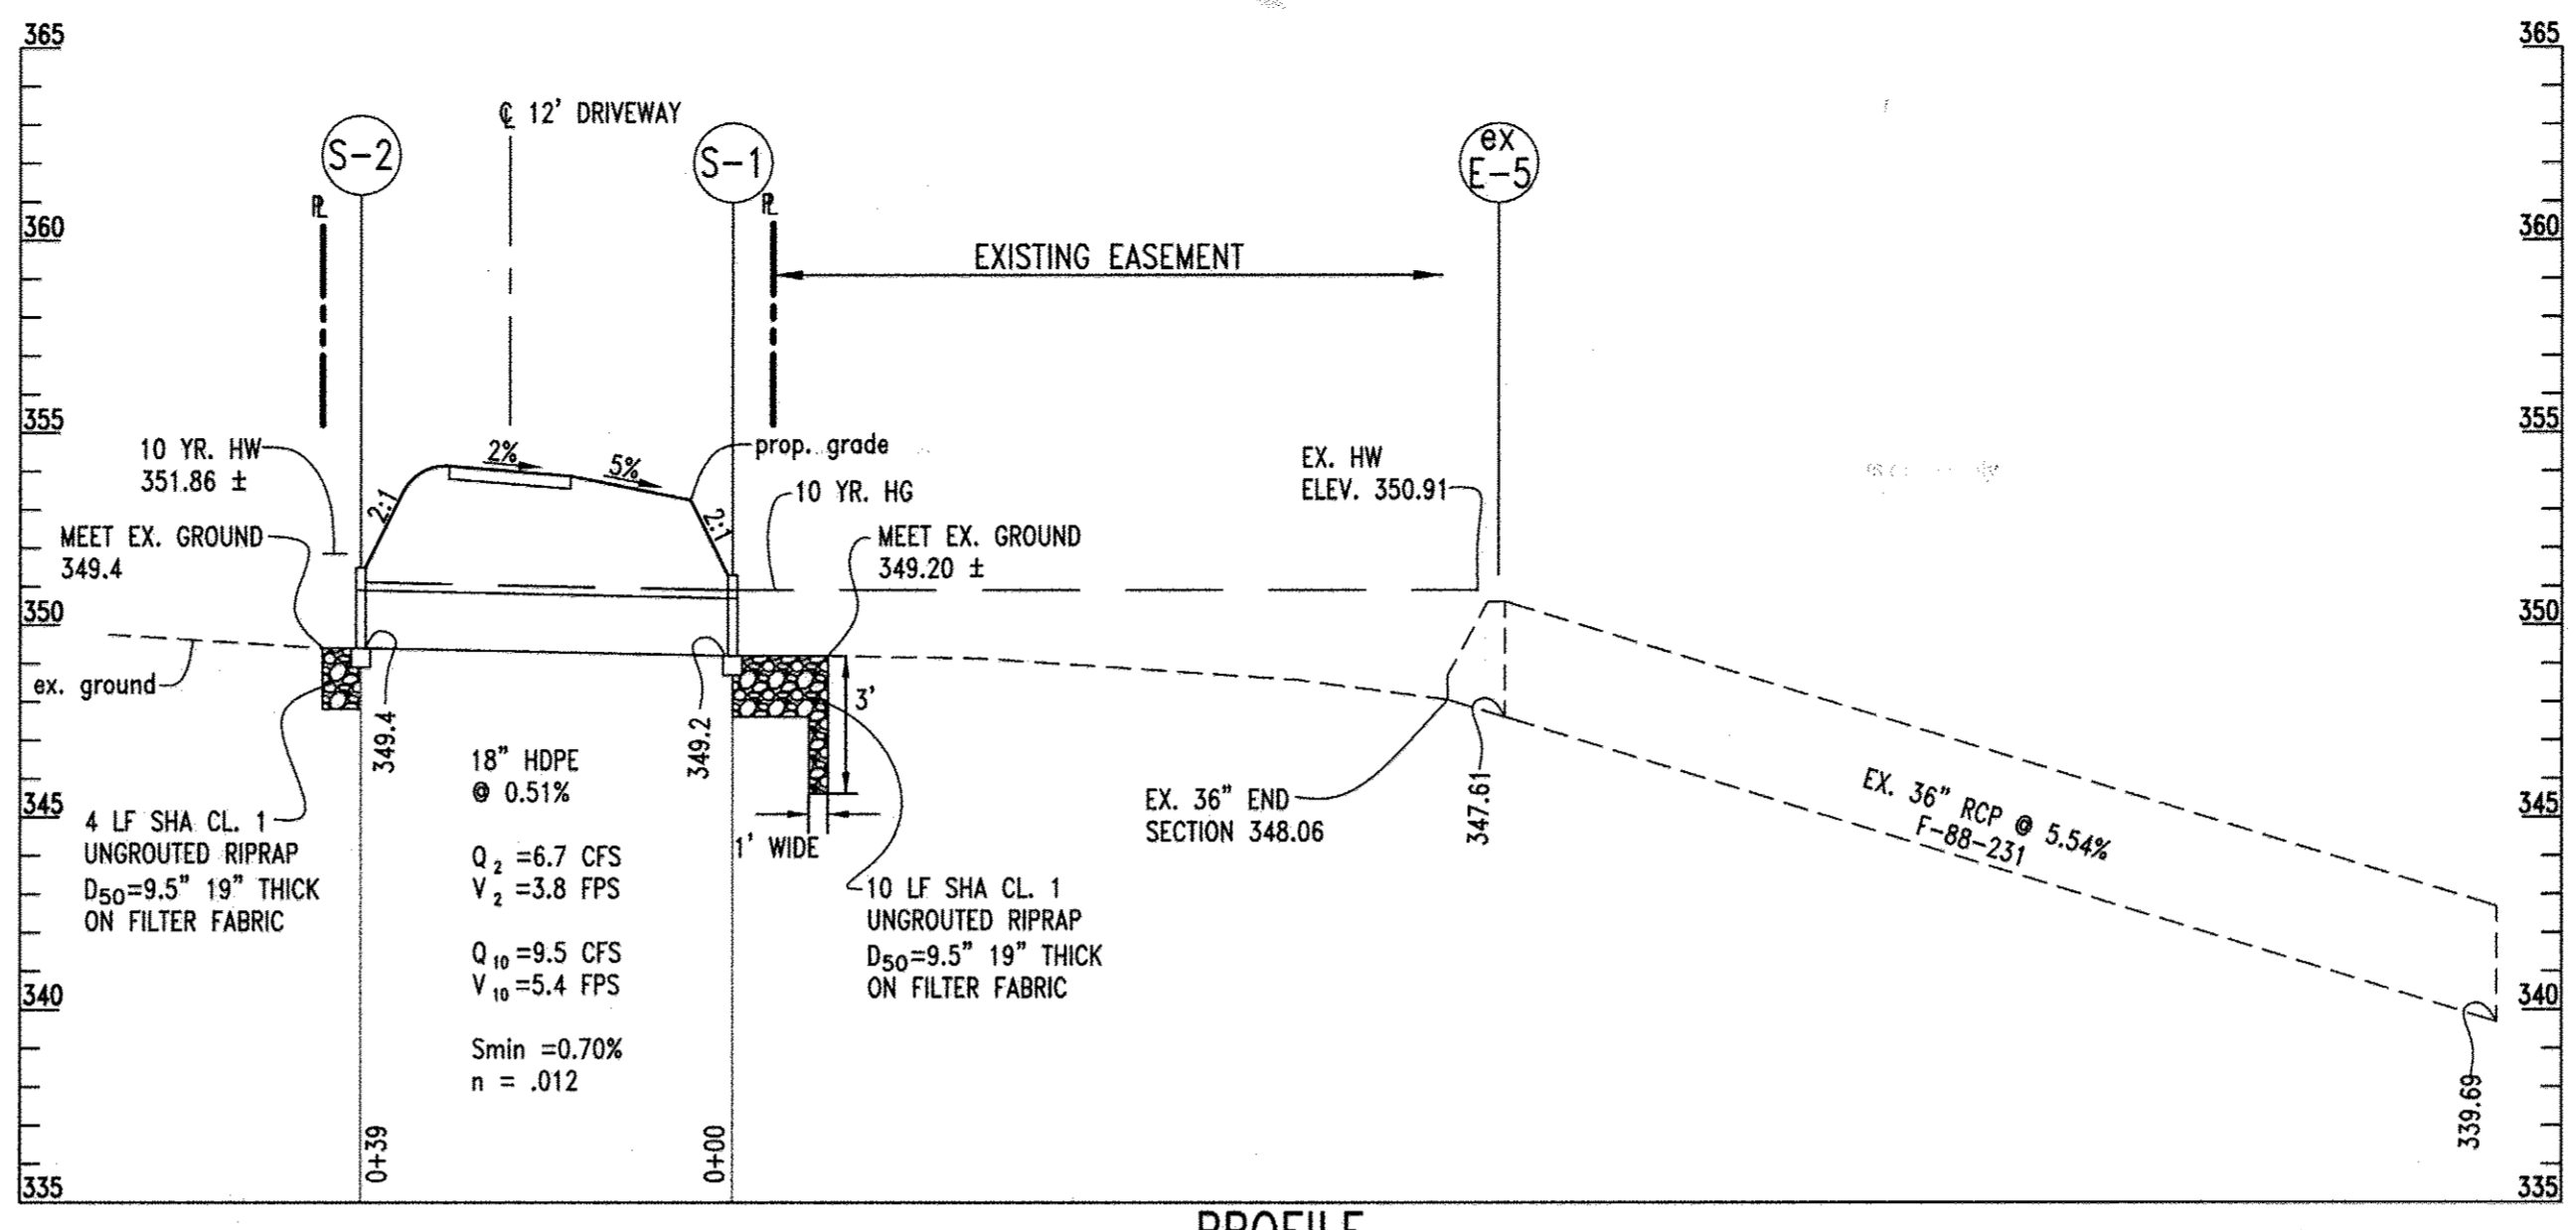 365
365
℄ 12' DRIVEWAY
S-2
S-1
ex
E-5
PL
PL
360
360
EXISTING EASEMENT
355
355
10 YR. HW
351.86 ±
2%
5%
prop. grade
2:1
2:1
10 YR. HG
EX. HW
ELEV. 350.91
MEET EX. GROUND
349.4
MEET EX. GROUND
349.20 ±
350
350
ex. ground
349.4
349.2
3'
1' WIDE
18" HDPE
@ 0.51%
Q2 =6.7 CFS
V2 =3.8 FPS
Q10 =9.5 CFS
V10 =5.4 FPS
Smin =0.70%
n = .012
345
345
4 LF SHA CL. 1
UNGROUTED RIPRAP
D50=9.5" 19" THICK
ON FILTER FABRIC
10 LF SHA CL. 1
UNGROUTED RIPRAP
D50=9.5" 19" THICK
ON FILTER FABRIC
EX. 36" END
SECTION 348.06
347.61
EX. 36" RCP @ 5.54%
F-88-231
340
340
339.69
0+39
0+00
335
335
PROFILE